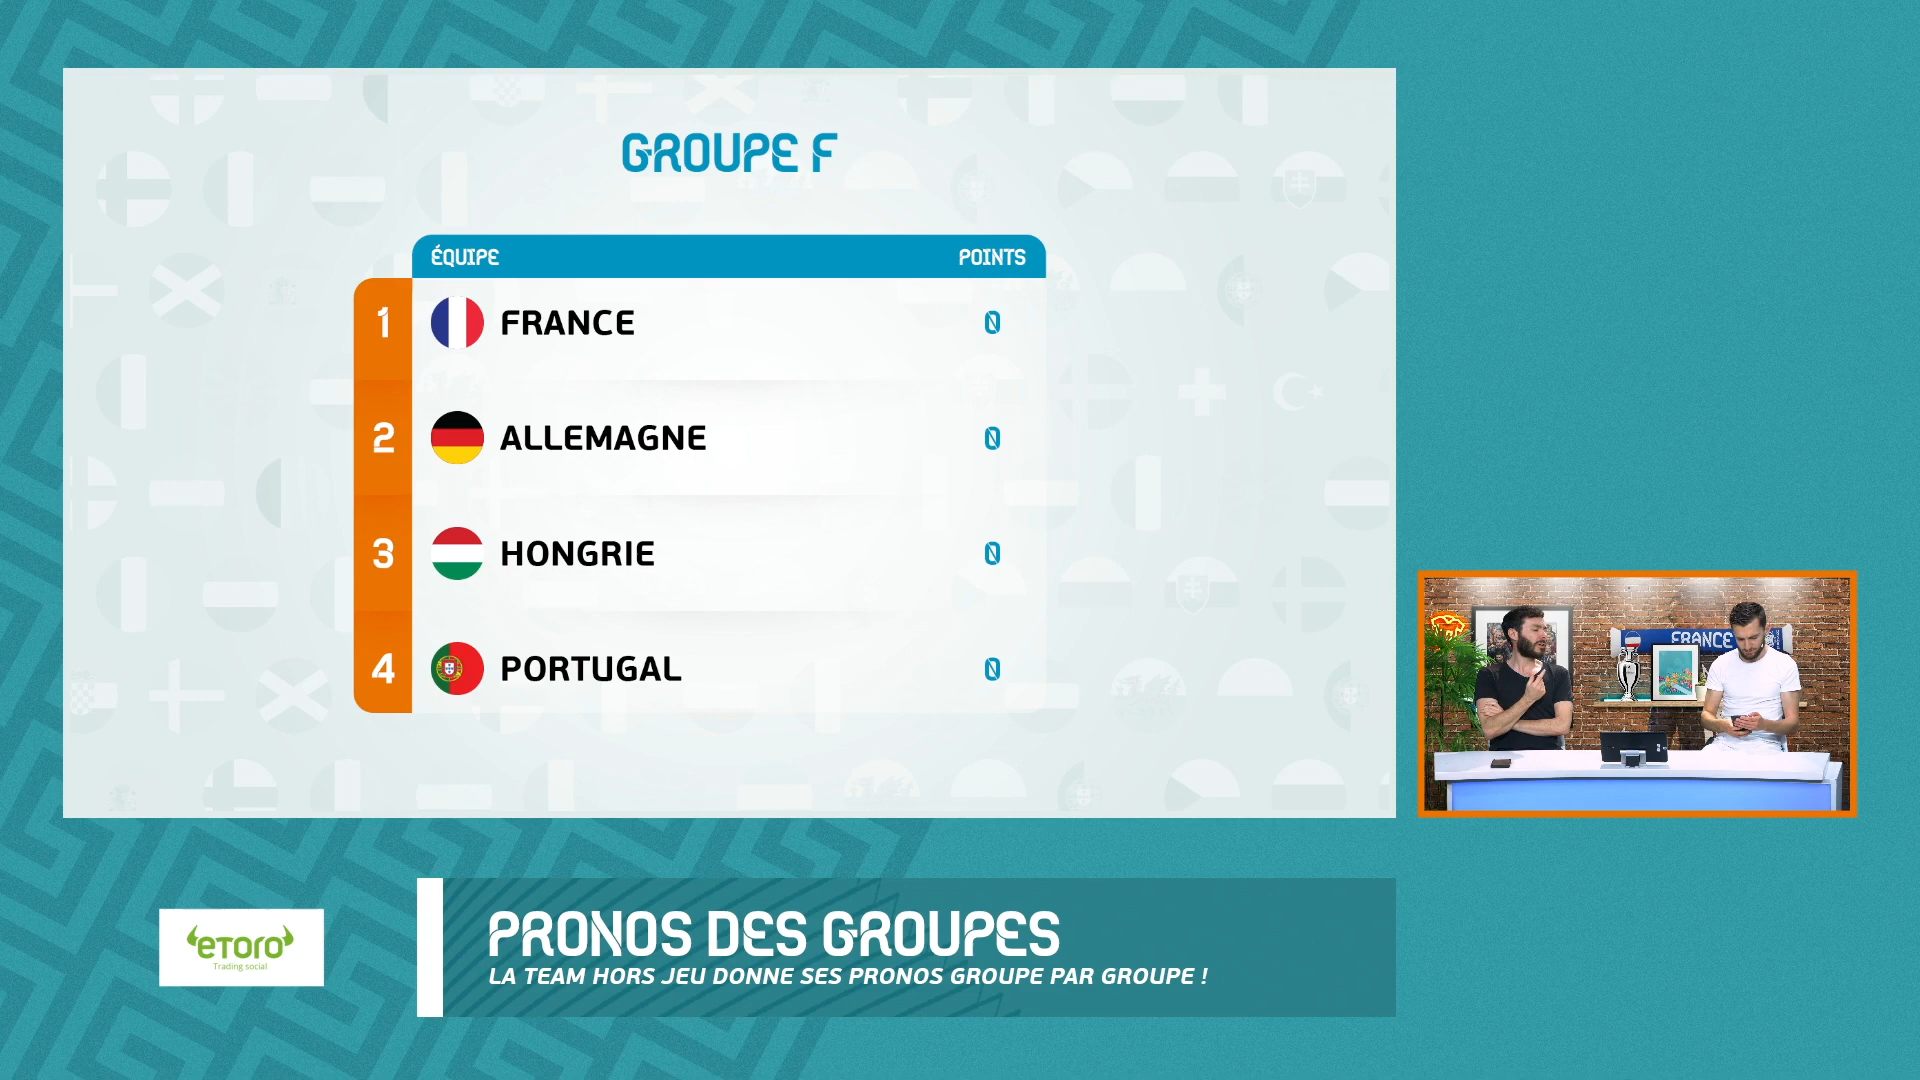 GROUPE F
ÉQUIPE POINTS
1 FRANCE 0
2 ALLEMAGNE 0
3 HONGRIE 0
4 PORTUGAL 0
FRANCE
eToro
Trading social
PRONOS DES GROUPES
LA TEAM HORS JEU DONNE SES PRONOS GROUPE PAR GROUPE !